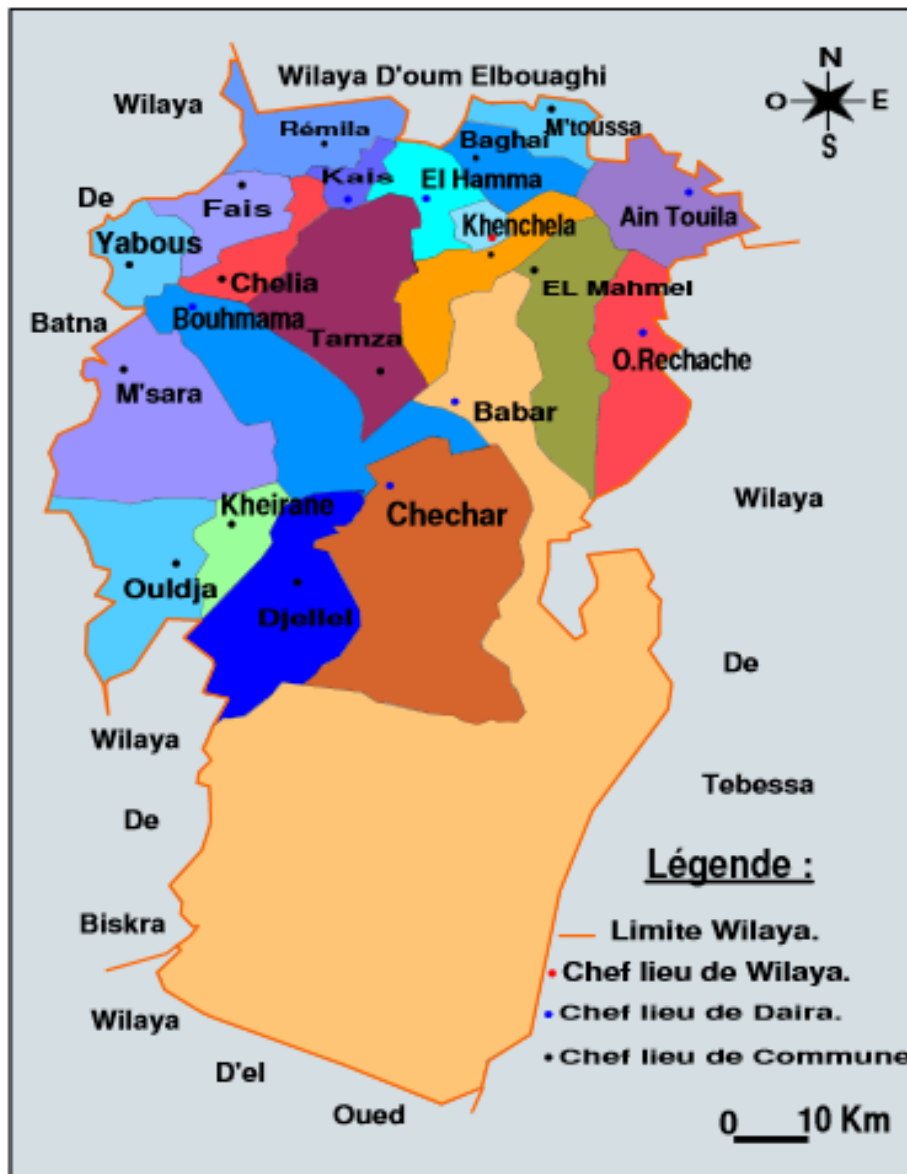 Wilaya D'oum Elbouaghi
N
O E
S
Wilaya
M'toussa
Rémila
Baghai
Kais
El Hamma
De
Fais
Khenchela
Ain Touila
Yabous
Chelia
EL Mahmel
Batna
Bouhmama
Tamza
O.Rechache
M'sara
Babar
Kheirane
Chechar
Wilaya
Ouldja
Djellel
De
Wilaya
Tebessa
De
Légende :
Biskra
Limite Wilaya.
Chef lieu de Wilaya.
Wilaya
Chef lieu de Daira.
Chef lieu de Commune
D'el
Oued
0 10 Km